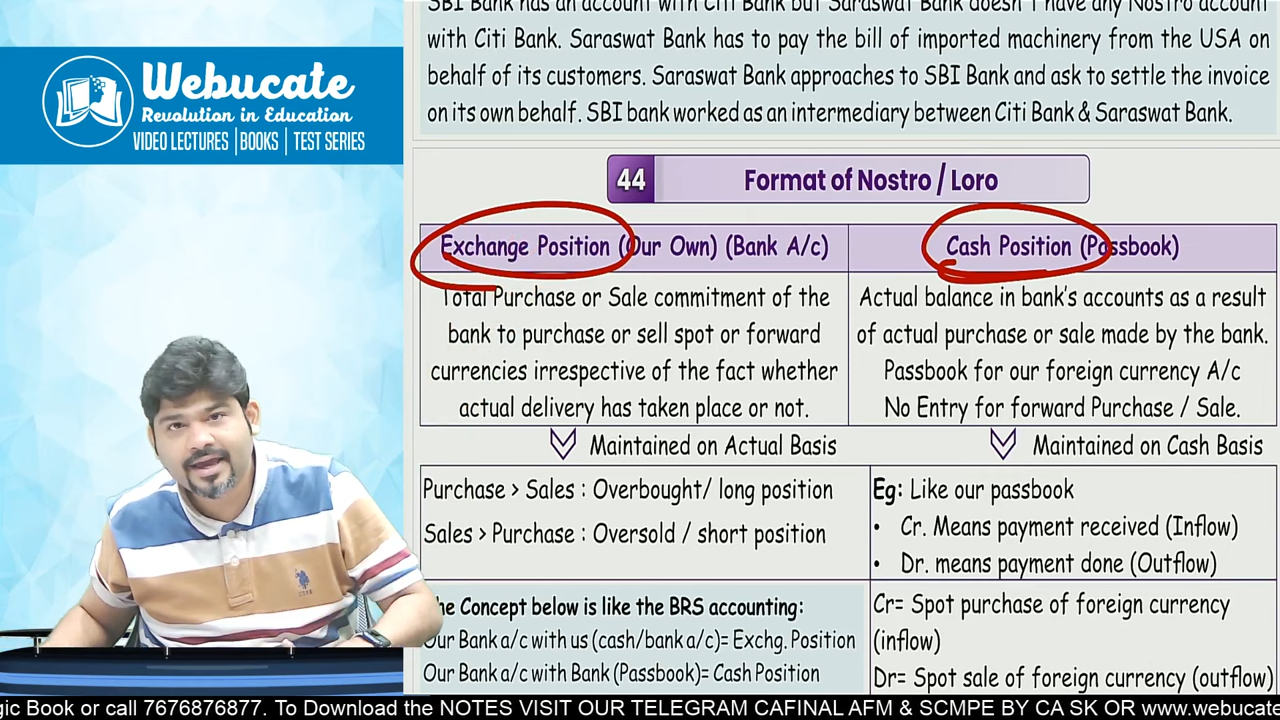 SBI Bank has an account with Citi Bank but Saraswat Bank doesn't have any Nostro account
with Citi Bank. Saraswat Bank has to pay the bill of imported machinery from the USA on
behalf of its customers. Saraswat Bank approaches to SBI Bank and ask to settle the invoice
on its own behalf. SBI bank worked as an intermediary between Citi Bank & Saraswat Bank.
Webucate
Revolution in Education
VIDEO LECTURES | BOOKS | TEST SERIES
44 Format of Nostro / Loro
Exchange Position (Our Own) (Bank A/c)
Total Purchase or Sale commitment of the
bank to purchase or sell spot or forward
currencies irrespective of the fact whether
actual delivery has taken place or not.
Maintained on Actual Basis
Purchase > Sales : Overbought/ long position
Sales > Purchase : Oversold / short position
he Concept below is like the BRS accounting:
Our Bank a/c with us (cash/bank a/c)= Exchg. Position
Our Bank a/c with Bank (Passbook)= Cash Position
Cash Position (Passbook)
Actual balance in bank's accounts as a result
of actual purchase or sale made by the bank.
Passbook for our foreign currency A/c
No Entry for forward Purchase / Sale.
Maintained on Cash Basis
Eg: Like our passbook
• Cr. Means payment received (Inflow)
• Dr. means payment done (Outflow)
Cr= Spot purchase of foreign currency
(inflow)
Dr= Spot sale of foreign currency (outflow)
gic Book or call 7676876877. To Download the NOTES VISIT OUR TELEGRAM CAFINAL AFM & SCMPE BY CA SK OR www.webucate